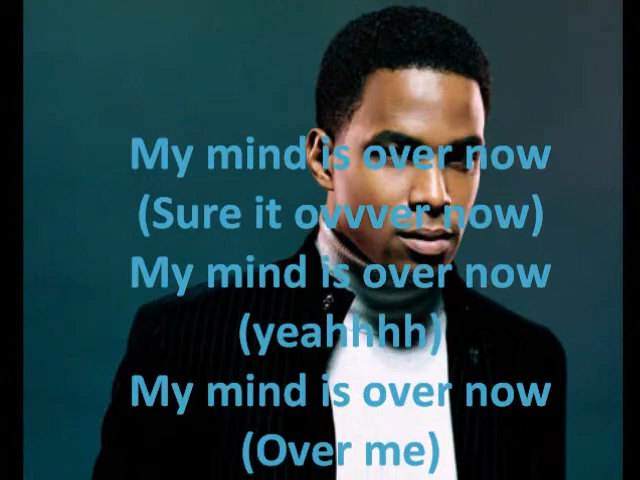 My mind is over now
(Sure it ovvver now)
My mind is over now
(yeahhhh)
My mind is over now
(Over me)